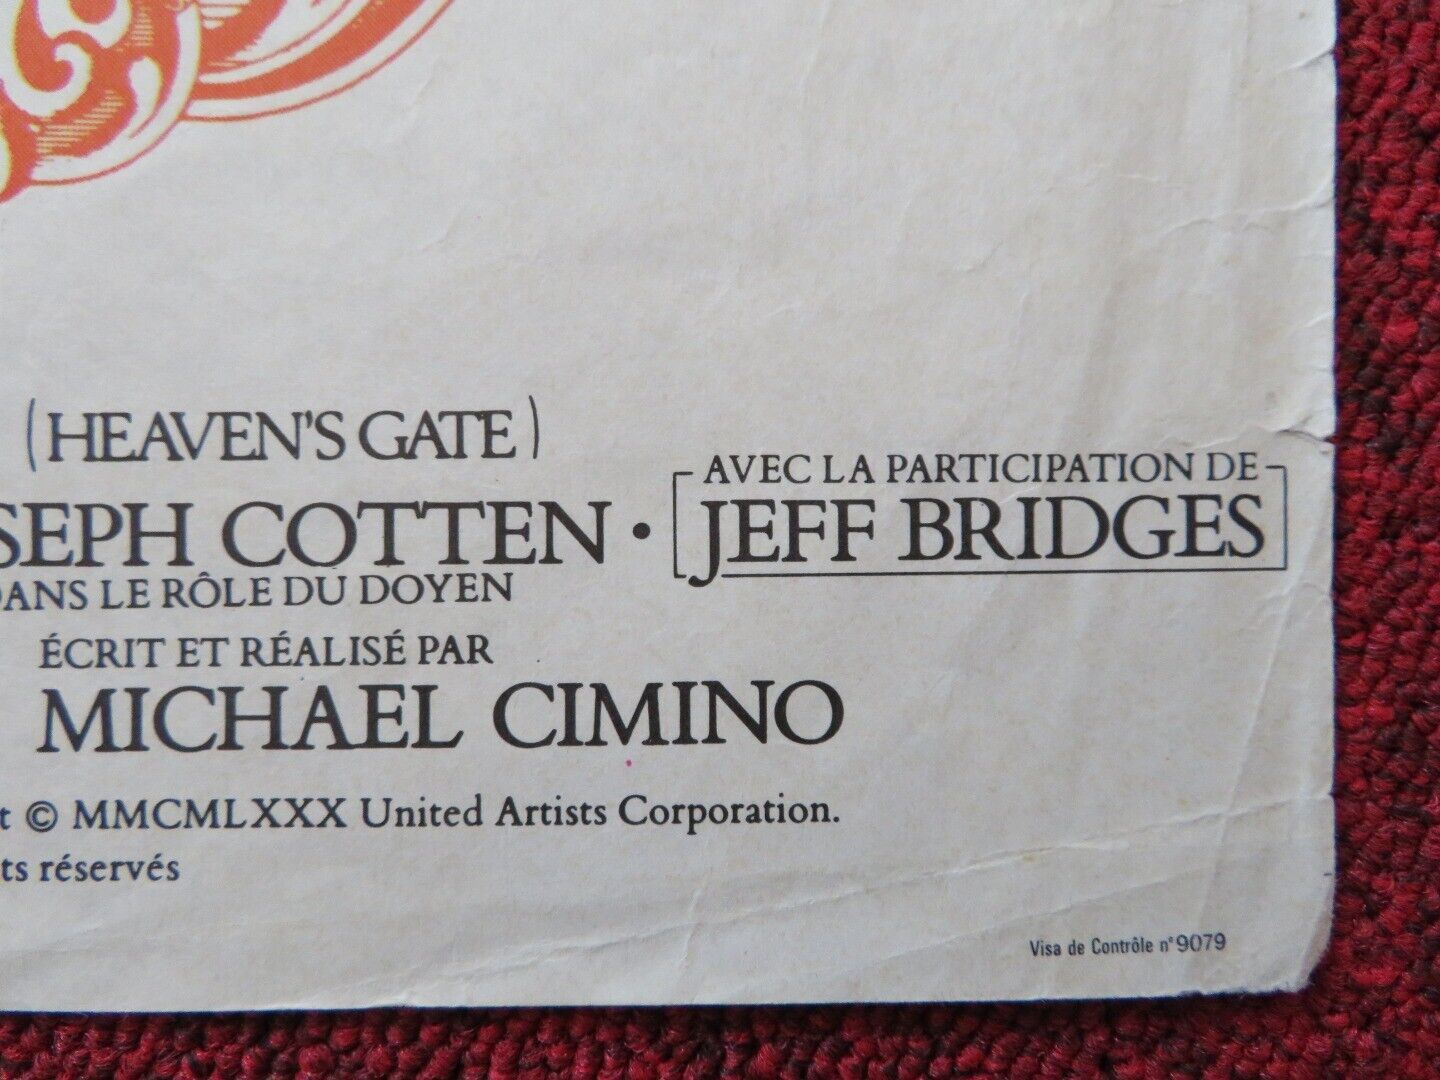 (HEAVEN'S GATE)
SEPH COTTEN · AVEC LA PARTICIPATION DE
JEFF BRIDGES
DANS LE RÔLE DU DOYEN
ÉCRIT ET RÉALISÉ PAR
MICHAEL CIMINO
t © MMCMLXXX United Artists Corporation.
ts réservés
Visa de Contrôle n° 9079